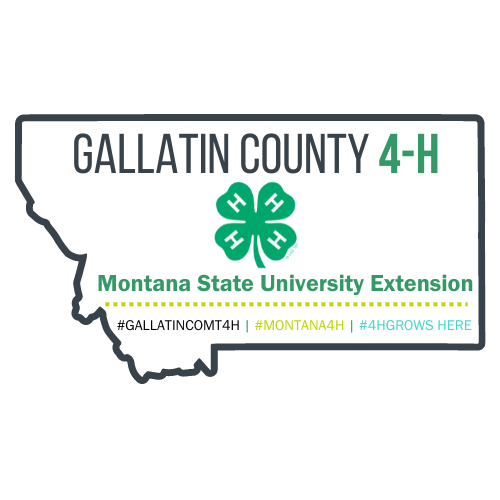 GALLATIN COUNTY 4-H
H H
H H
Montana State University Extension
#GALLATINCOMT4H | #MONTANA4H | #4HGROWS HERE